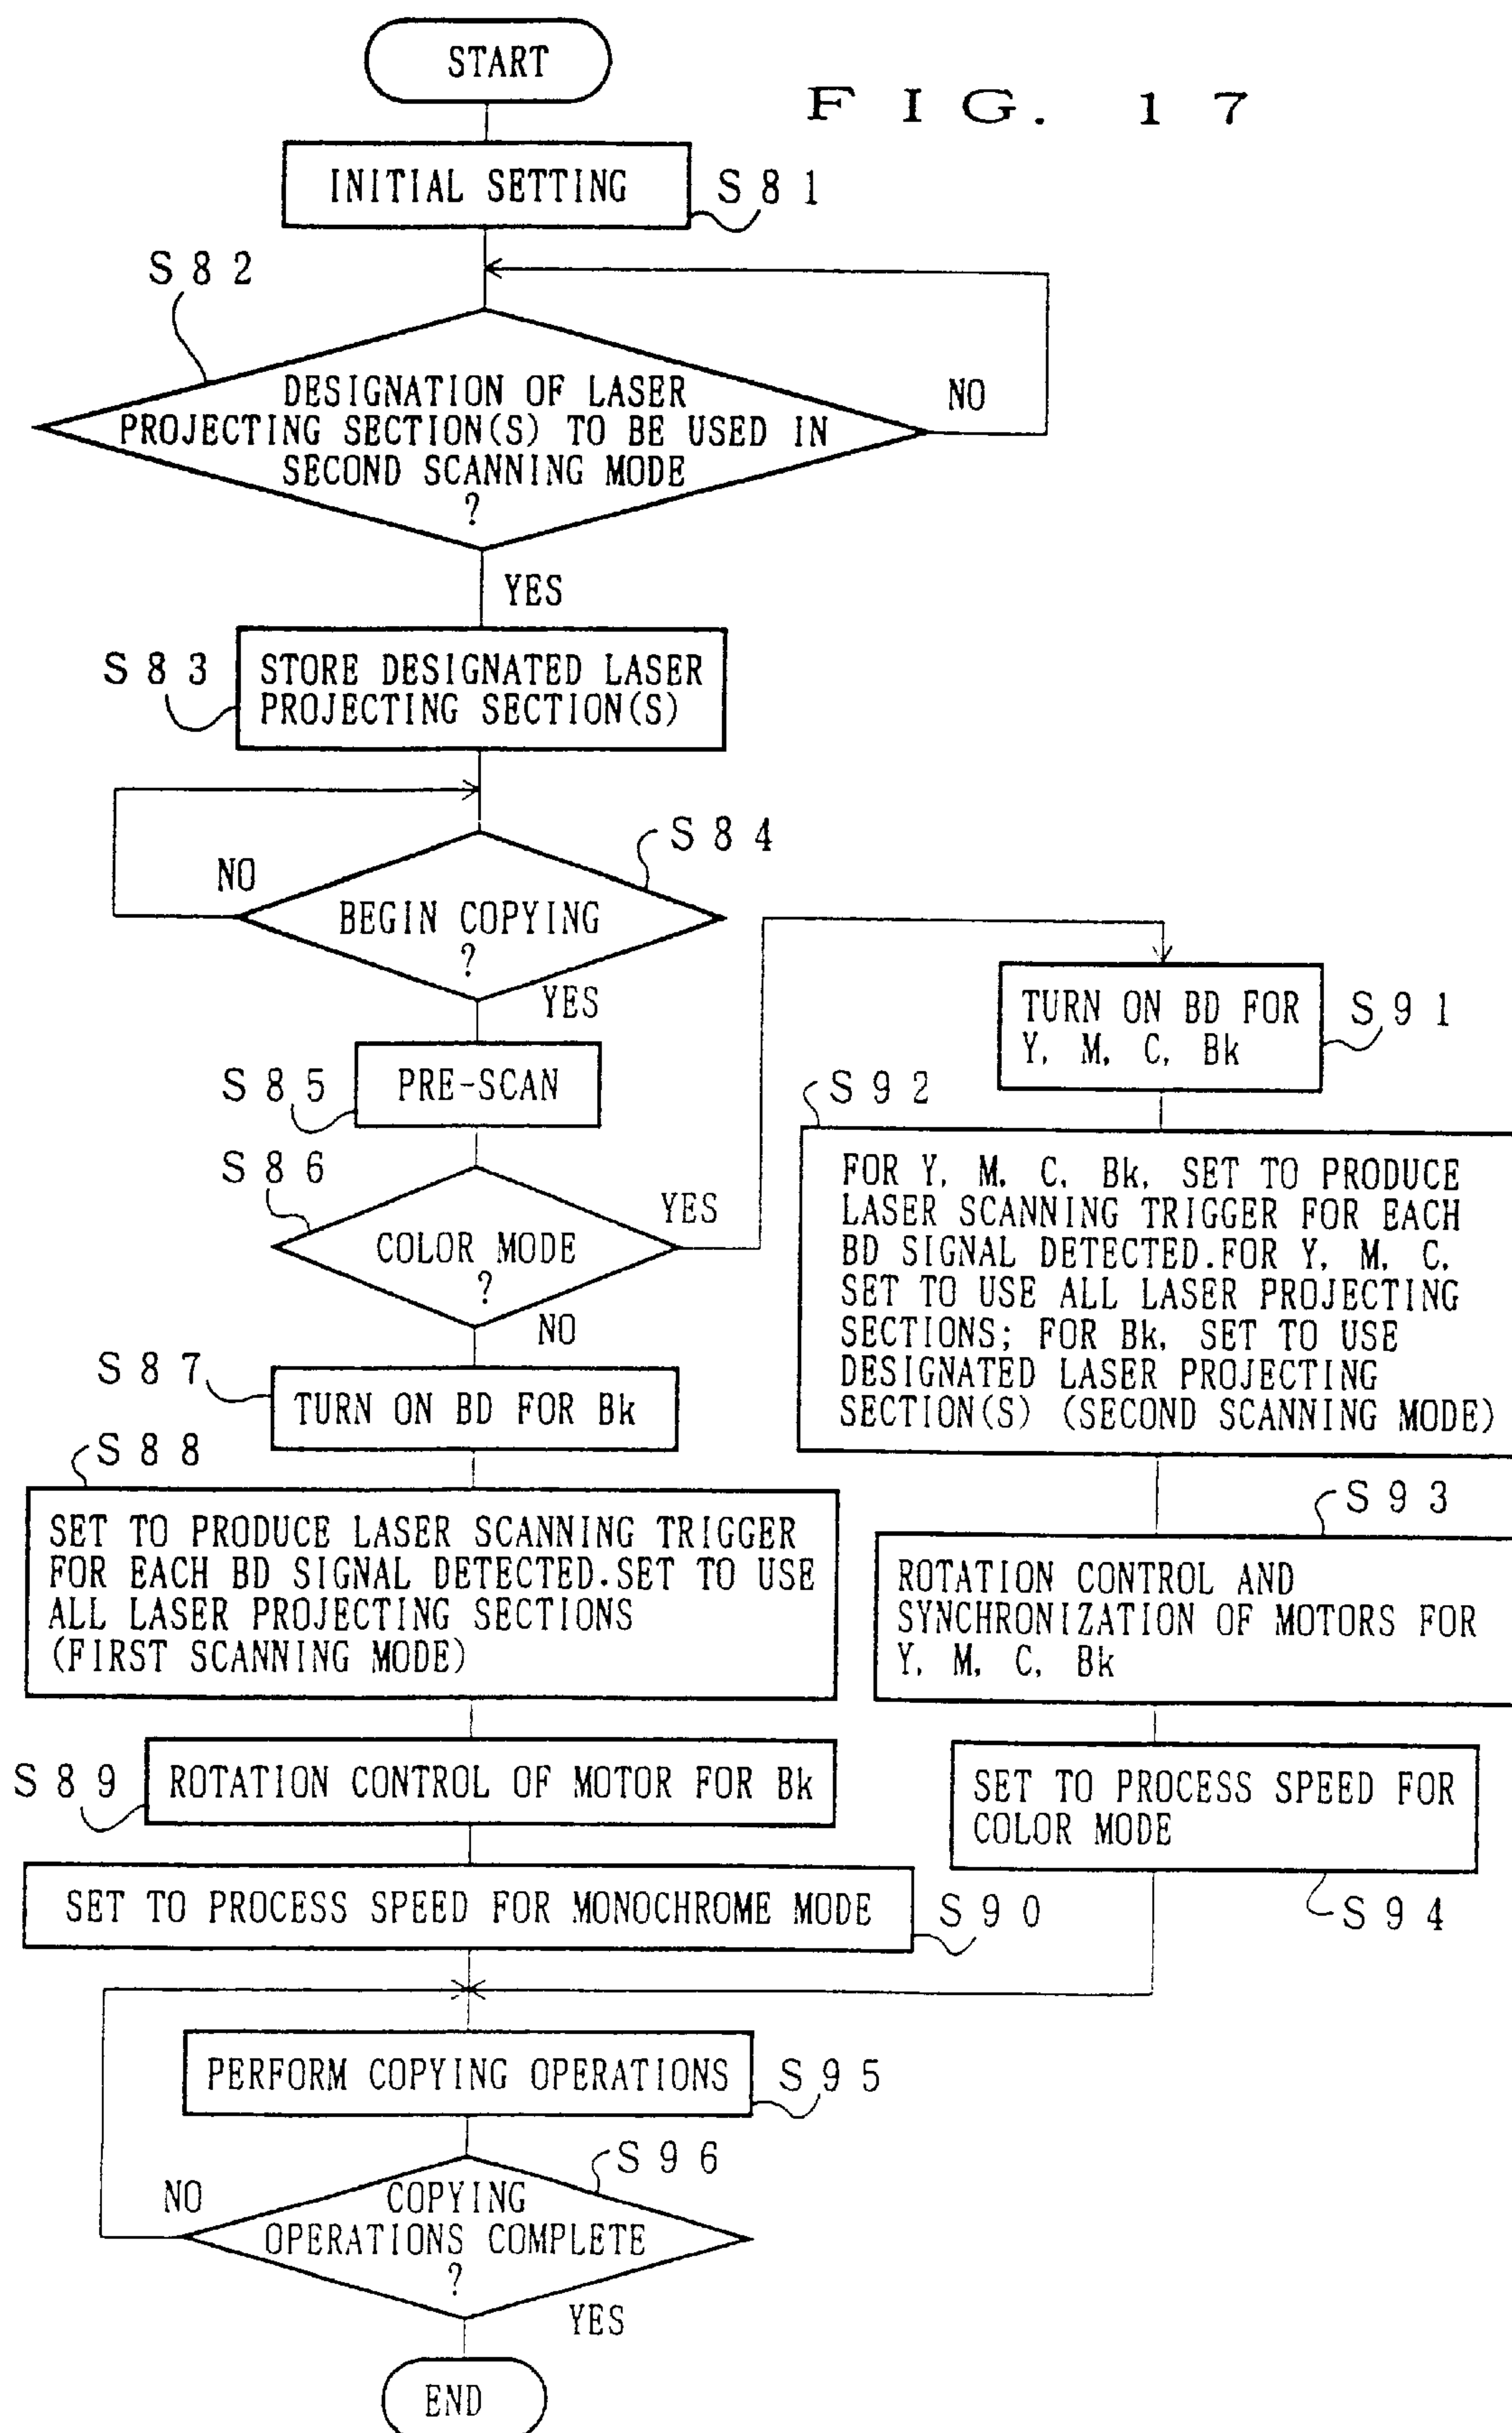 START
F I G. 1 7
INITIAL SETTING
S 8 1
S 8 2
DESIGNATION OF LASER
PROJECTING SECTION(S) TO BE USED IN
SECOND SCANNING MODE
?
NO
YES
S 8 3
STORE DESIGNATED LASER
PROJECTING SECTION(S)
S 8 4
NO
BEGIN COPYING
?
YES
S 8 5
PRE-SCAN
S 8 6
COLOR MODE
?
YES
NO
S 8 7
TURN ON BD FOR Bk
S 8 8
SET TO PRODUCE LASER SCANNING TRIGGER
FOR EACH BD SIGNAL DETECTED.SET TO USE
ALL LASER PROJECTING SECTIONS
(FIRST SCANNING MODE)
S 8 9
ROTATION CONTROL OF MOTOR FOR Bk
SET TO PROCESS SPEED FOR MONOCHROME MODE
S 9 0
TURN ON BD FOR
Y, M, C, Bk
S 9 1
S 9 2
FOR Y, M, C, Bk, SET TO PRODUCE
LASER SCANNING TRIGGER FOR EACH
BD SIGNAL DETECTED.FOR Y, M, C,
SET TO USE ALL LASER PROJECTING
SECTIONS; FOR Bk, SET TO USE
DESIGNATED LASER PROJECTING
SECTION(S) (SECOND SCANNING MODE)
S 9 3
ROTATION CONTROL AND
SYNCHRONIZATION OF MOTORS FOR
Y, M, C, Bk
SET TO PROCESS SPEED FOR
COLOR MODE
S 9 4
PERFORM COPYING OPERATIONS
S 9 5
S 9 6
NO
COPYING
OPERATIONS COMPLETE
?
YES
END